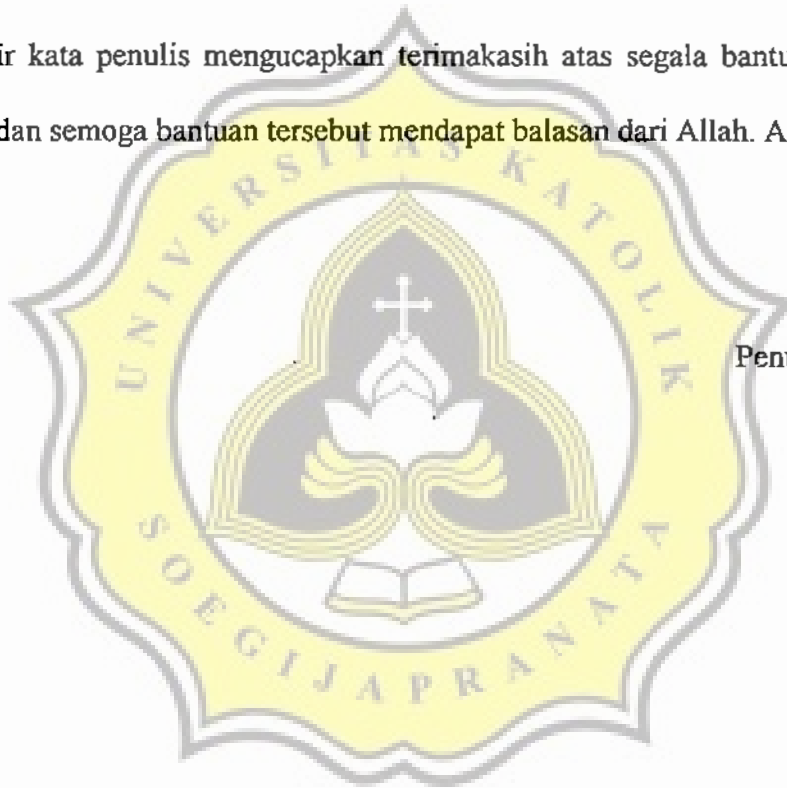 ir kata penulis mengucapkan terimakasih atas segala bantu
dan semoga bantuan tersebut mendapat balasan dari Allah. A
UNIVERSITAS KATOLIK
Pen
SOEGIJAPRANATA